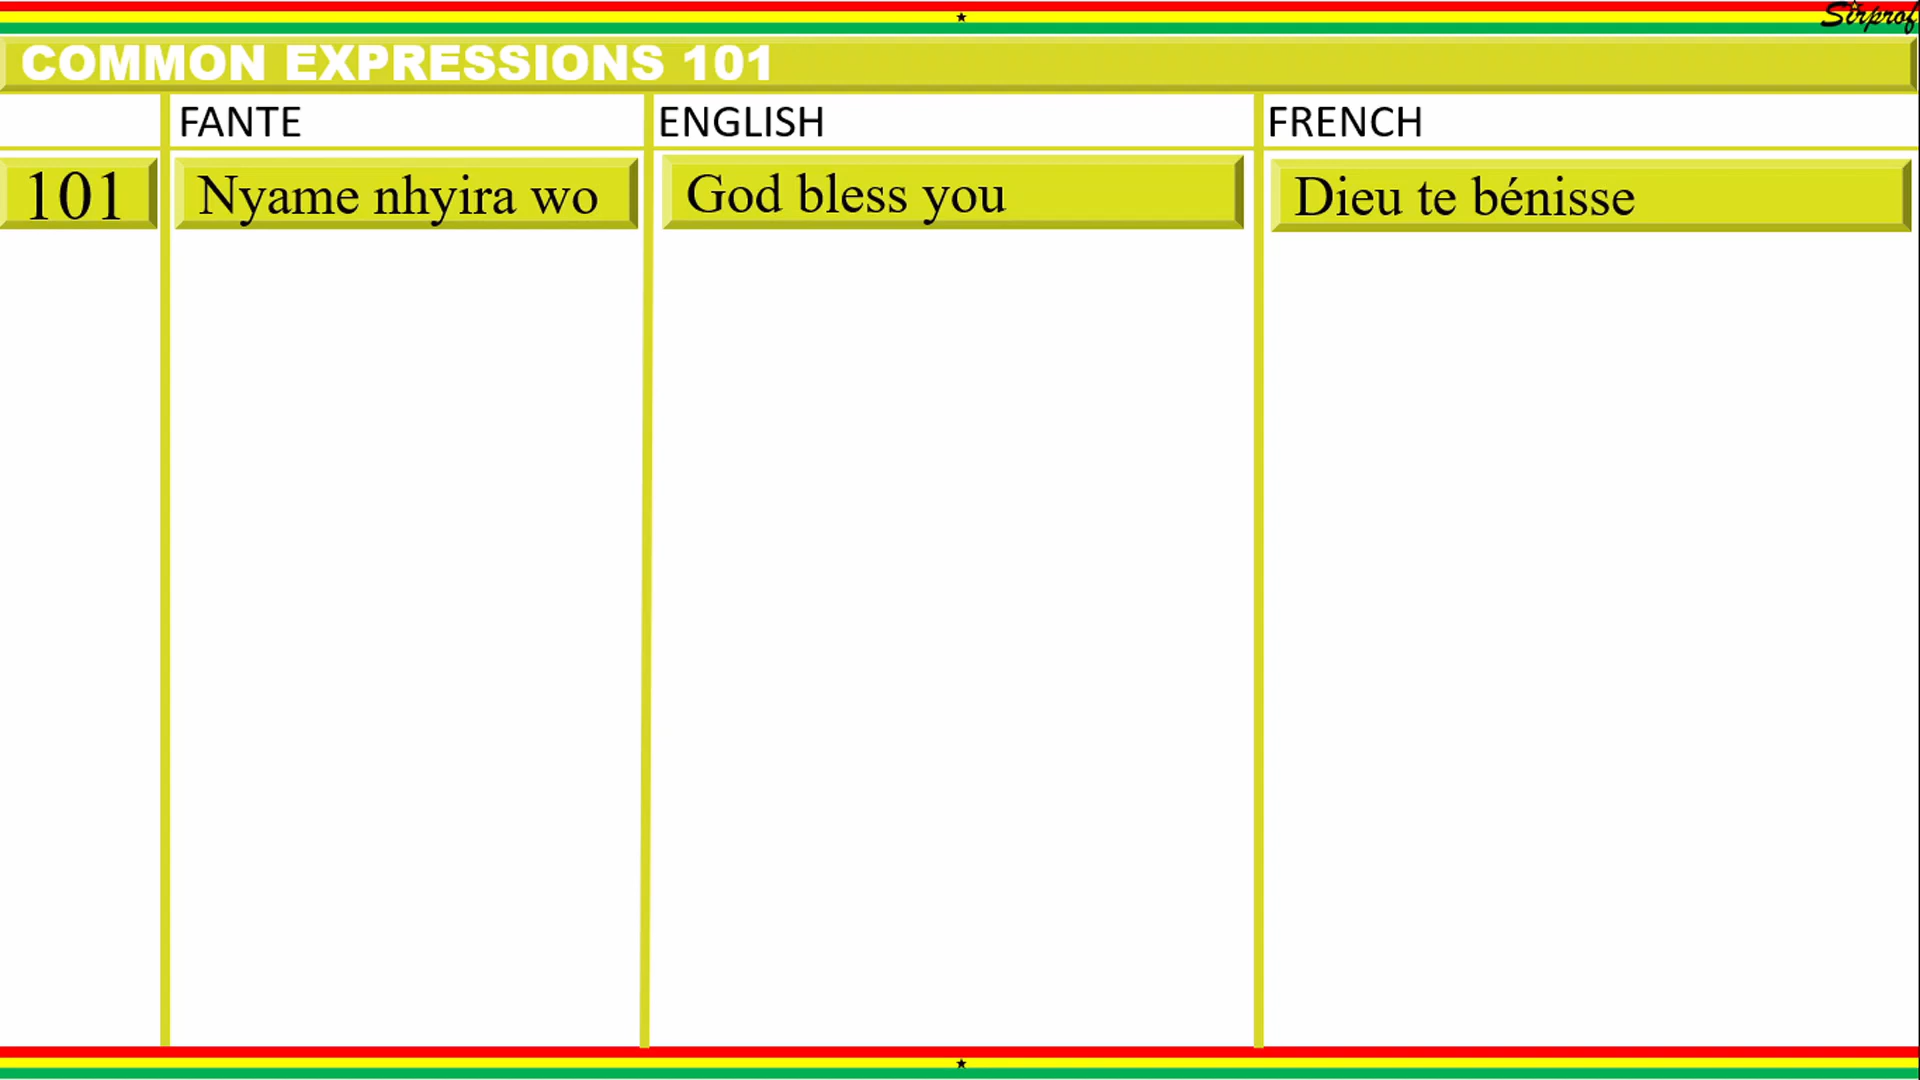 Sirprof
COMMON EXPRESSIONS 101
FANTE
ENGLISH
FRENCH
101
Nyame nhyira wo
God bless you
Dieu te bénisse